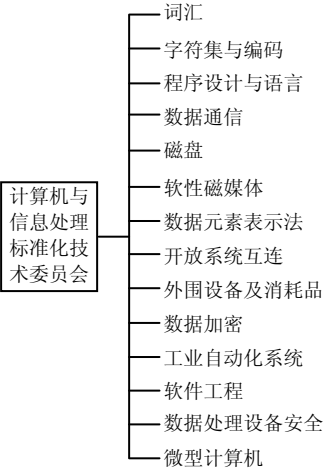 词汇
字符集与编码
程序设计与语言
数据通信
磁盘
软性磁媒体
数据元素表示法
开放系统互连
外围设备及消耗品
数据加密
工业自动化系统
软件工程
数据处理设备安全
微型计算机
计算机与
信息处理
标准化技
术委员会